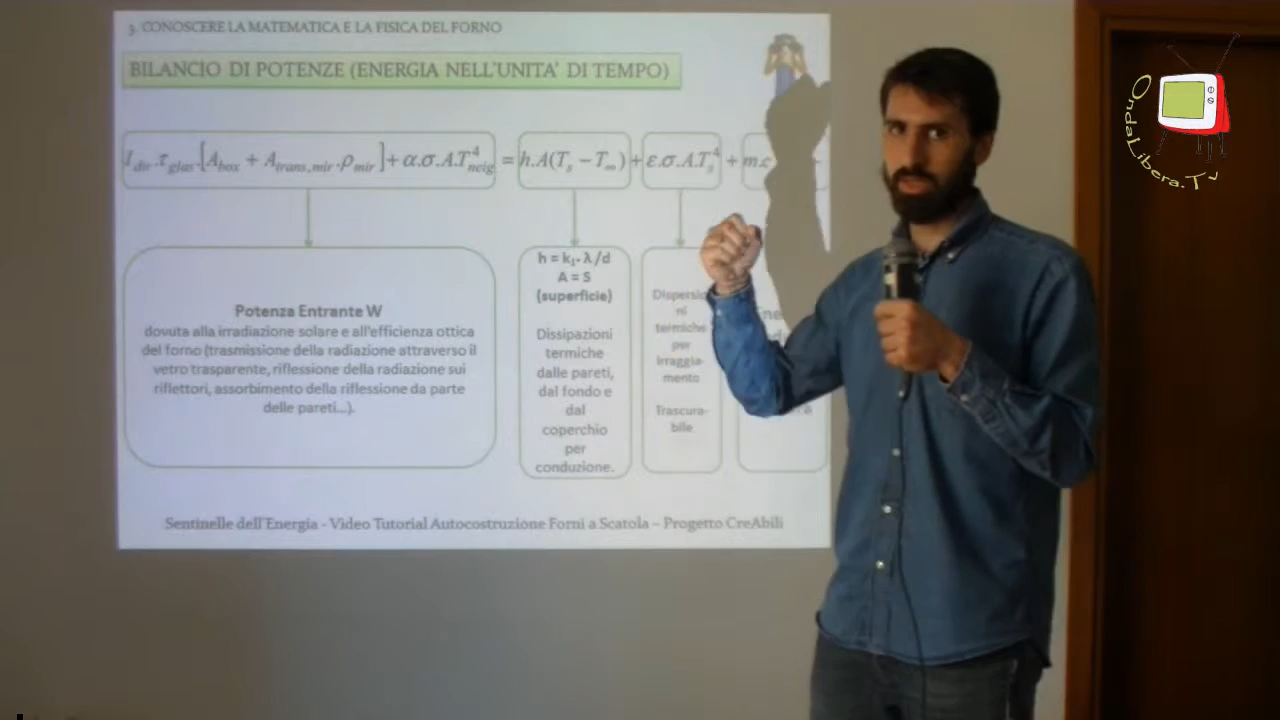 3. CONOSCERE LA MATEMATICA E LA FISICA DEL FORNO
BILANCIO DI POTENZE (ENERGIA NELL'UNITA' DI TEMPO)
I_dir.τ_glas.[A_box + A_trans,mir.ρ_mir] + α.σ.A.T^4_neig = h.A(T_s − T_∞) + ε.σ.A.T_s^4 + m.c
Potenza Entrante W
dovuta alla irradiazione solare e all'efficienza ottica
del forno (trasmissione della radiazione attraverso il
vetro trasparente, riflessione della radiazione sui
riflettori, assorbimento della riflessione da parte
delle pareti...).
h = k₁. λ/d
A = S
(superficie)
Dissipazioni
termiche
dalle pareti,
dal fondo e
dal
coperchio
per
conduzione.
Dispersio
ni
termiche
per
Irraggia-
mento
Trascura-
bile
Sentinelle dell'Energia - Video Tutorial Autocostruzione Forni a Scatola – Progetto CreAbili
OndaLibera.Tv